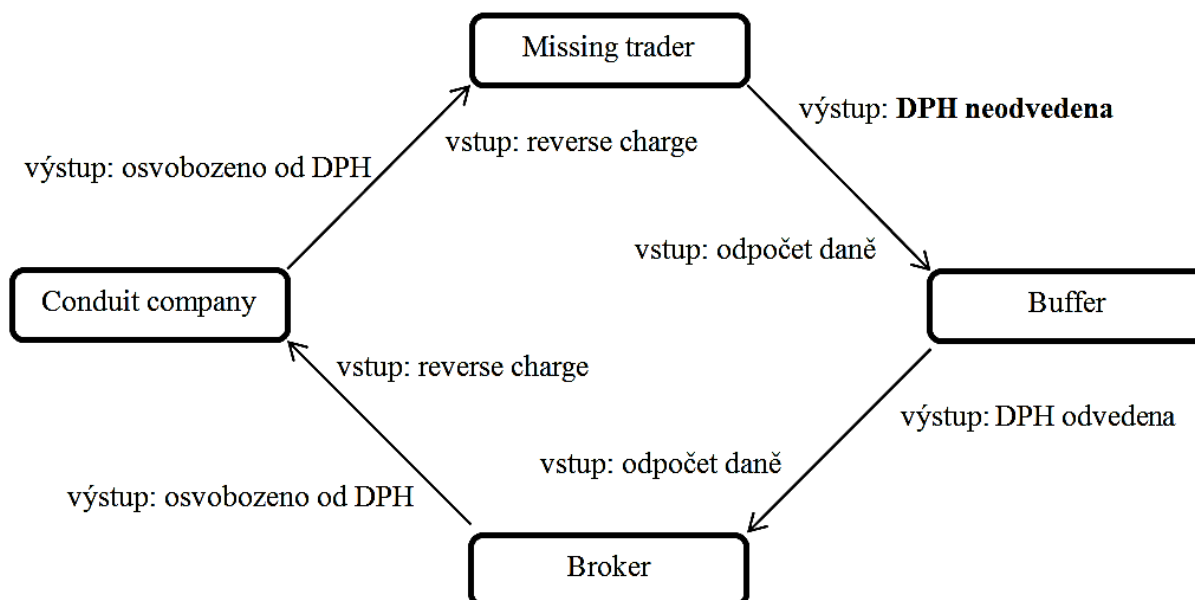 Missing trader
výstup: DPH neodvedena
vstup: reverse charge
výstup: osvobozeno od DPH
vstup: odpočet daně
Conduit company
Buffer
vstup: reverse charge
výstup: DPH odvedena
vstup: odpočet daně
výstup: osvobozeno od DPH
Broker